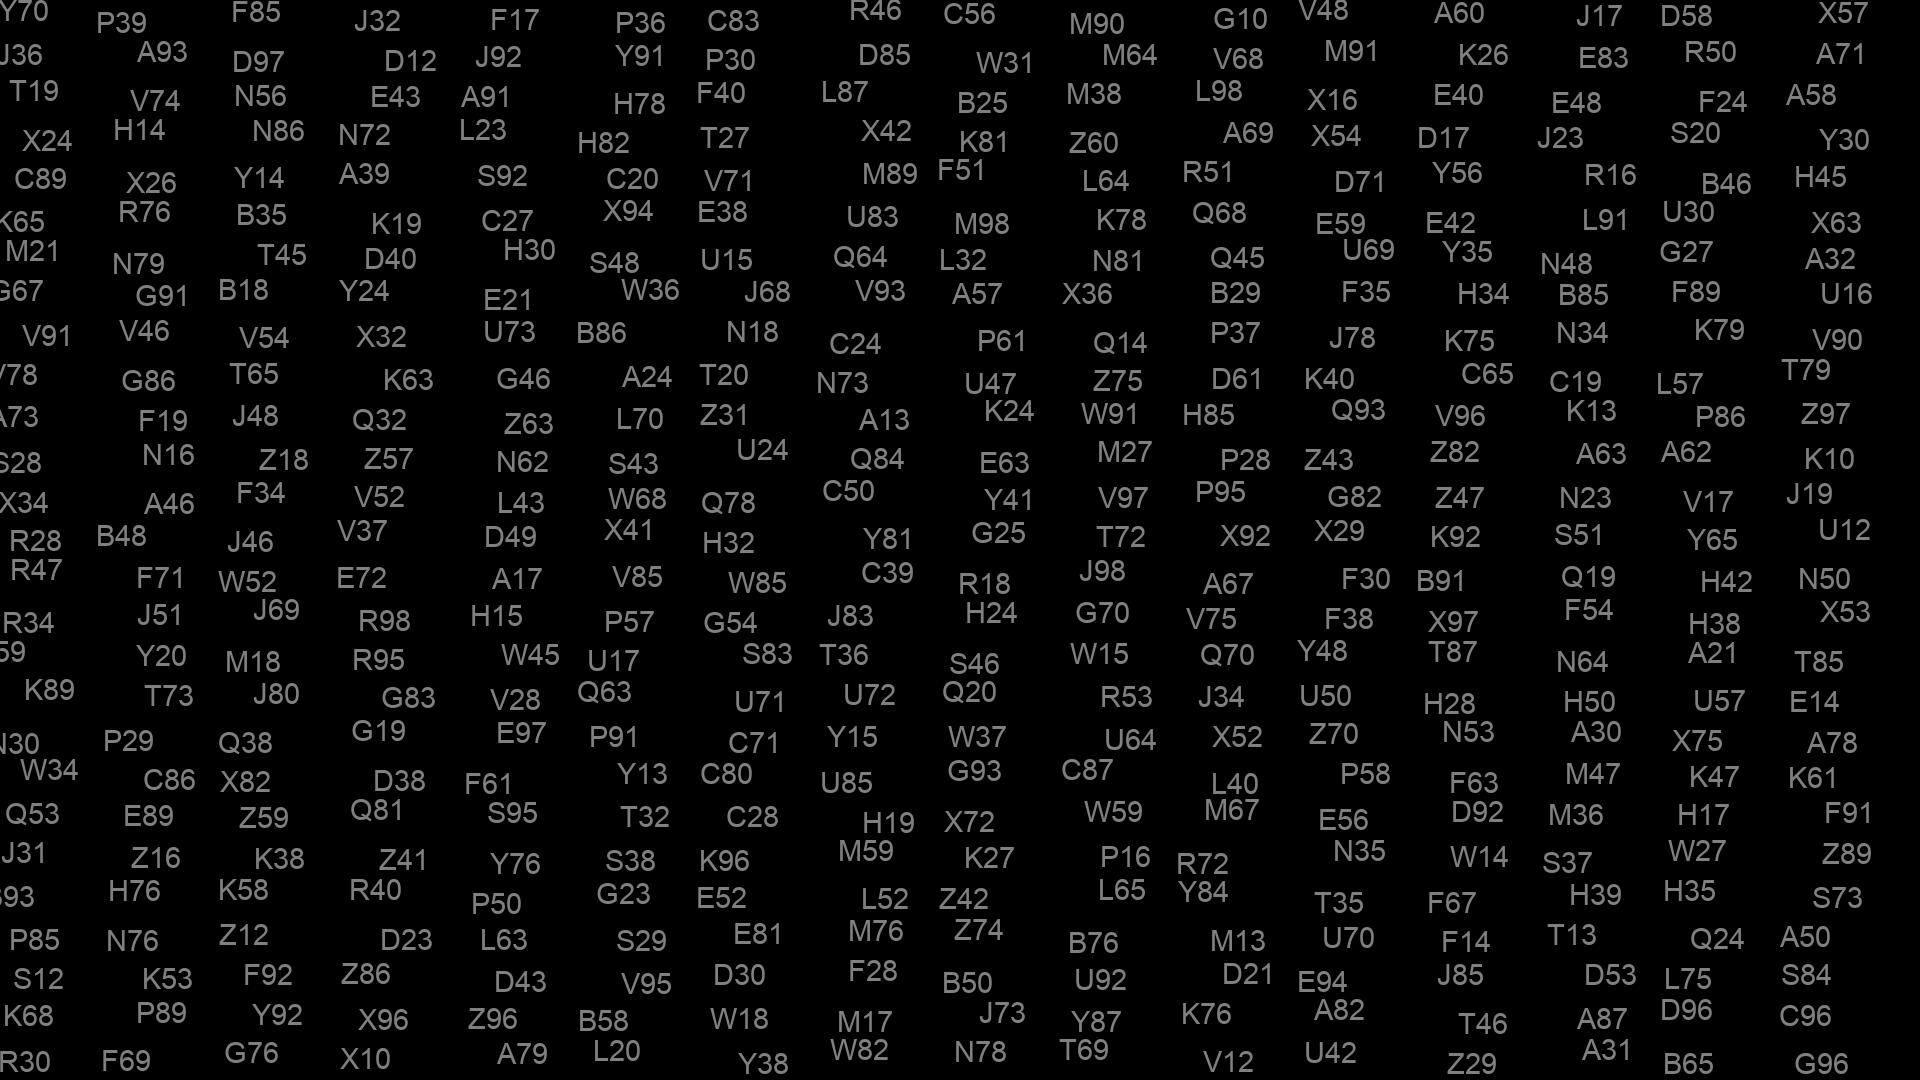 Y70 P39 F85 J32 F17 P36 C83 R46 C56 M90 G10 V48 A60 J17 D58 X57
J36 A93 D97 D12 J92 Y91 P30 D85 W31 M64 V68 M91 K26 E83 R50 A71
T19 V74 N56 E43 A91 H78 F40 L87 B25 M38 L98 X16 E40 E48 F24 A58
X24 H14 N86 N72 L23 H82 T27 X42 K81 Z60 A69 X54 D17 J23 S20 Y30
C89 X26 Y14 A39 S92 C20 V71 M89 F51 L64 R51 D71 Y56 R16 B46 H45
K65 R76 B35 K19 C27 X94 E38 U83 M98 K78 Q68 E59 E42 L91 U30 X63
M21 N79 T45 D40 H30 S48 U15 Q64 L32 N81 Q45 U69 Y35 N48 G27 A32
G67 G91 B18 Y24 E21 W36 J68 V93 A57 X36 B29 F35 H34 B85 F89 U16
V91 V46 V54 X32 U73 B86 N18 C24 P61 Q14 P37 J78 K75 N34 K79 V90
V78 G86 T65 K63 G46 A24 T20 N73 U47 Z75 D61 K40 C65 C19 L57 T79
A73 F19 J48 Q32 Z63 L70 Z31 A13 K24 W91 H85 Q93 V96 K13 P86 Z97
S28 N16 Z18 Z57 N62 S43 U24 Q84 E63 M27 P28 Z43 Z82 A63 A62 K10
X34 A46 F34 V52 L43 W68 Q78 C50 Y41 V97 P95 G82 Z47 N23 V17 J19
R28 B48 J46 V37 D49 X41 H32 Y81 G25 T72 X92 X29 K92 S51 Y65 U12
R47 F71 W52 E72 A17 V85 W85 C39 R18 J98 A67 F30 B91 Q19 H42 N50
R34 J51 J69 R98 H15 P57 G54 J83 H24 G70 V75 F38 X97 F54 H38 X53
59 Y20 M18 R95 W45 U17 S83 T36 S46 W15 Q70 Y48 T87 N64 A21 T85
K89 T73 J80 G83 V28 Q63 U71 U72 Q20 R53 J34 U50 H28 H50 U57 E14
N30 P29 Q38 G19 E97 P91 C71 Y15 W37 U64 X52 Z70 N53 A30 X75 A78
W34 C86 X82 D38 F61 Y13 C80 U85 G93 C87 L40 P58 F63 M47 K47 K61
Q53 E89 Z59 Q81 S95 T32 C28 H19 X72 W59 M67 E56 D92 M36 H17 F91
J31 Z16 K38 Z41 Y76 S38 K96 M59 K27 P16 R72 N35 W14 S37 W27 Z89
93 H76 K58 R40 P50 G23 E52 L52 Z42 L65 Y84 T35 F67 H39 H35 S73
P85 N76 Z12 D23 L63 S29 E81 M76 Z74 B76 M13 U70 F14 T13 Q24 A50
S12 K53 F92 Z86 D43 V95 D30 F28 B50 U92 D21 E94 J85 D53 L75 S84
K68 P89 Y92 X96 Z96 B58 W18 M17 J73 Y87 K76 A82 T46 A87 D96 C96
R30 F69 G76 X10 A79 L20 Y38 W82 N78 T69 V12 U42 Z29 A31 B65 G96